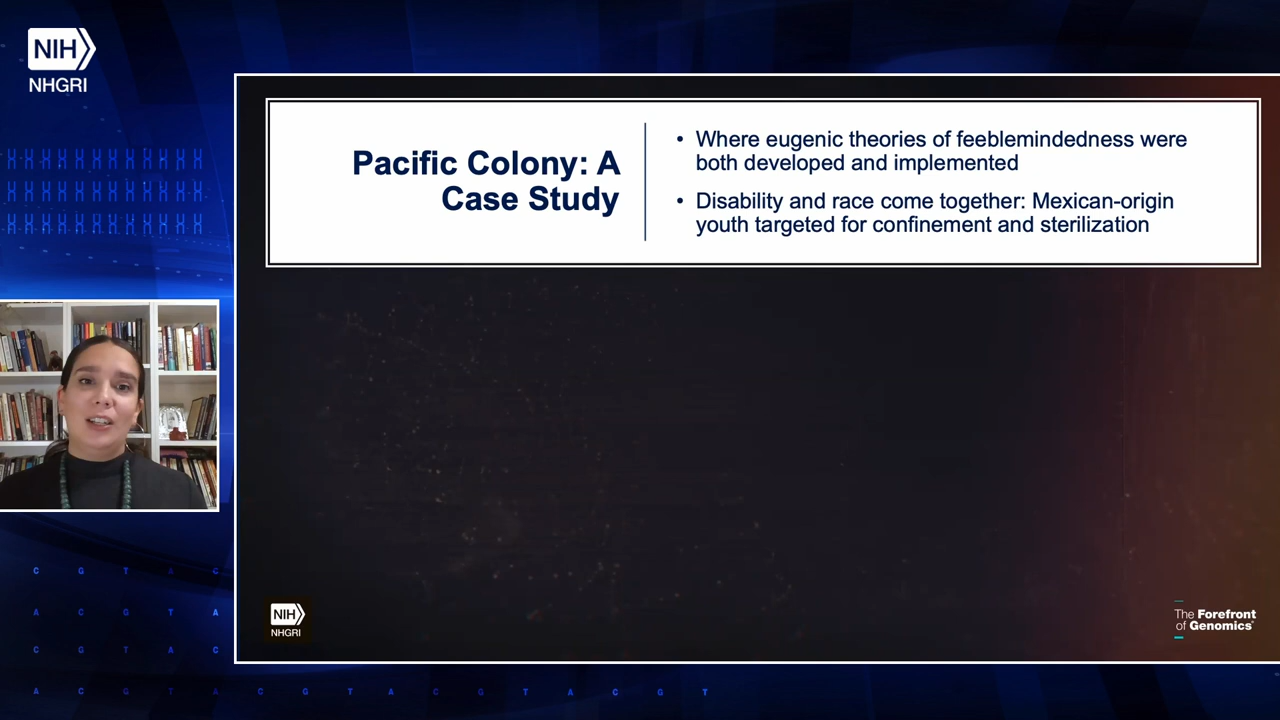 NIH
NHGRI
Pacific Colony: A
Case Study
• Where eugenic theories of feeblemindedness were
both developed and implemented
• Disability and race come together: Mexican-origin
youth targeted for confinement and sterilization
C G T A C
A C G T A
C G T A C
A C G T A C G T A C G T A C G T
NIH
NHGRI
The Forefront
of Genomics®